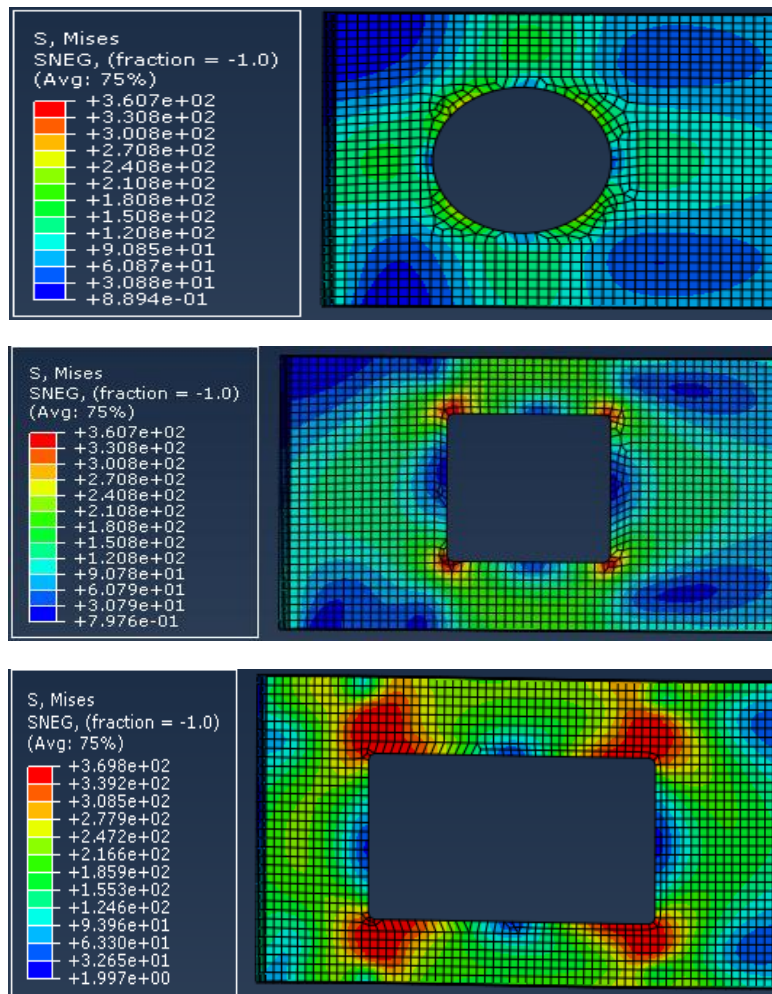 S, Mises
SNEG, (fraction = -1.0)
(Avg: 75%)
+3.607e+02
+3.308e+02
+3.008e+02
+2.708e+02
+2.408e+02
+2.108e+02
+1.808e+02
+1.508e+02
+1.208e+02
+9.085e+01
+6.087e+01
+3.088e+01
+8.894e-01
S, Mises
SNEG, (fraction = -1.0)
(Avg: 75%)
+3.607e+02
+3.308e+02
+3.008e+02
+2.708e+02
+2.408e+02
+2.108e+02
+1.808e+02
+1.508e+02
+1.208e+02
+9.078e+01
+6.079e+01
+3.079e+01
+7.976e-01
S, Mises
SNEG, (fraction = -1.0)
(Avg: 75%)
+3.698e+02
+3.392e+02
+3.085e+02
+2.779e+02
+2.472e+02
+2.166e+02
+1.859e+02
+1.553e+02
+1.246e+02
+9.396e+01
+6.330e+01
+3.265e+01
+1.997e+00